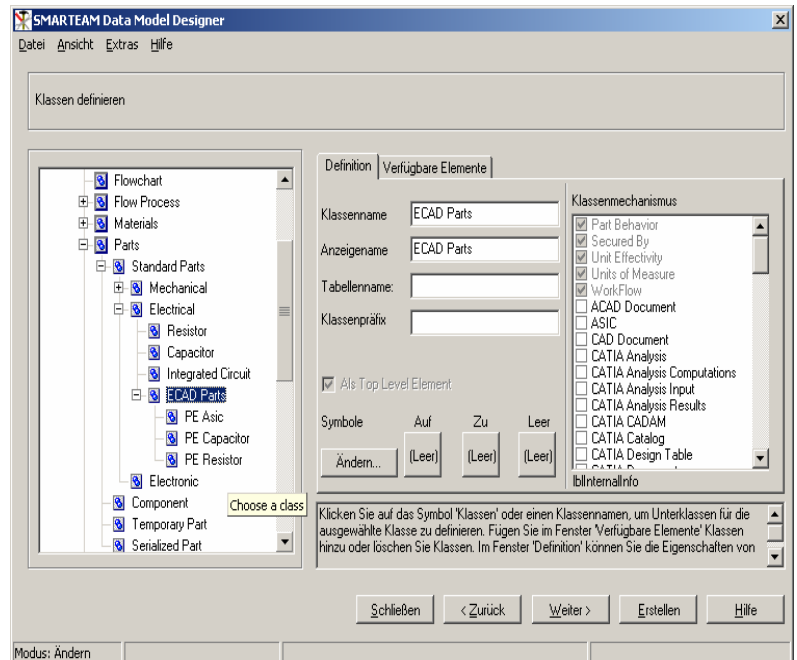 SMARTEAM Data Model Designer
Datei Ansicht Extras Hilfe
Klassen definieren
Flowchart
Flow Process
Materials
Parts
Standard Parts
Mechanical
Electrical
Resistor
Capacitor
Integrated Circuit
ECAD Parts
PE Asic
PE Capacitor
PE Resistor
Electronic
Component
Temporary Part
Serialized Part
Choose a class
Definition Verfügbare Elemente
Klassenname ECAD Parts
Anzeigename ECAD Parts
Tabellenname:
Klassenpräfix
Als Top Level Element
Symbole Auf Zu Leer
Ändern... (Leer) (Leer) (Leer)
Klassenmechanismus
Part Behavior
Secured By
Unit Effectivity
Units of Measure
WorkFlow
ACAD Document
ASIC
CAD Document
CATIA Analysis
CATIA Analysis Computations
CATIA Analysis Input
CATIA Analysis Results
CATIA CADAM
CATIA Catalog
CATIA Design Table
lblInternalInfo
Klicken Sie auf das Symbol 'Klassen' oder einen Klassennamen, um Unterklassen für die
ausgewählte Klasse zu definieren. Fügen Sie im Fenster 'Verfügbare Elemente' Klassen
hinzu oder löschen Sie Klassen. Im Fenster 'Definition' können Sie die Eigenschaften von
Schließen < Zurück Weiter > Erstellen Hilfe
Modus: Ändern